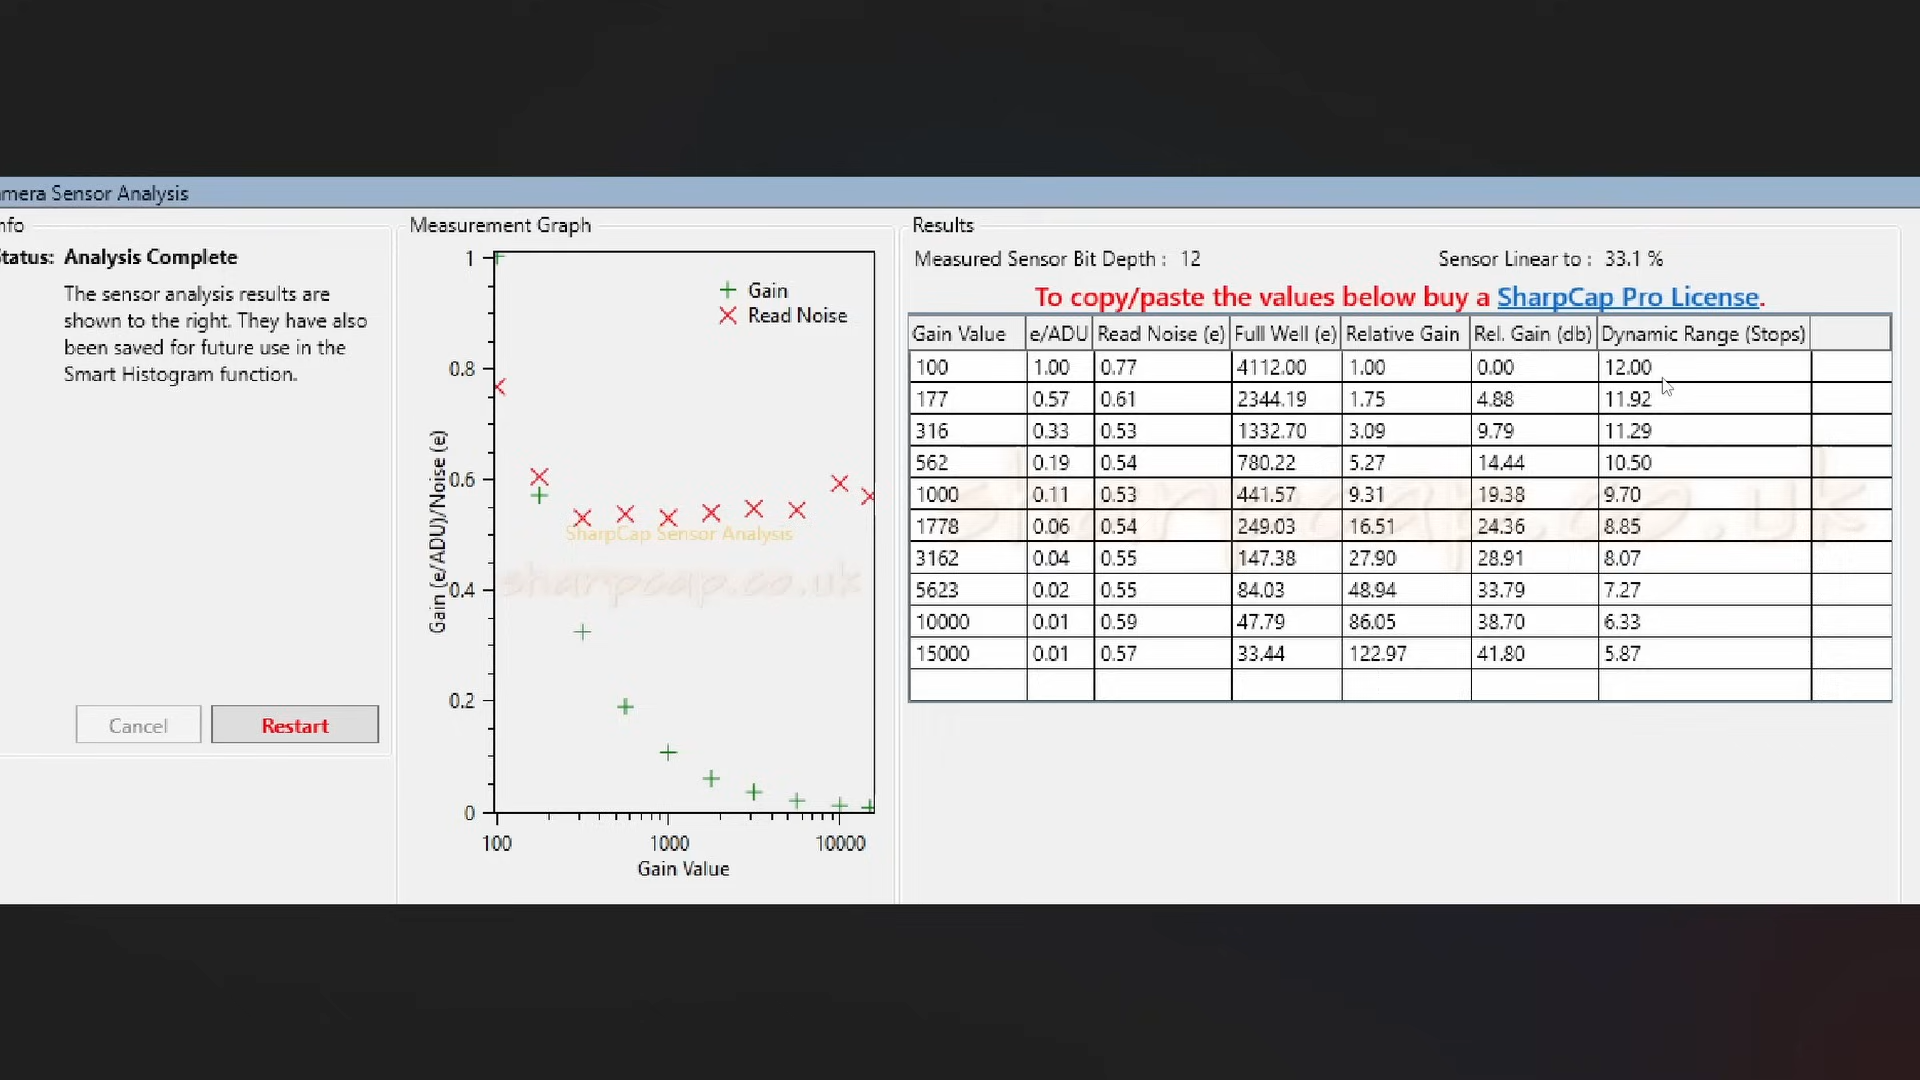 mera Sensor Analysis
nfo
tatus: Analysis Complete
The sensor analysis results are
shown to the right. They have also
been saved for future use in the
Smart Histogram function.
Cancel Restart
Measurement Graph
Gain
Read Noise
1
0.8
0.6
0.4
0.2
0
Gain (e/ADU)/Noise (e)
SharpCap Sensor Analysis
sharpcap.co.uk
100 1000 10000
Gain Value
Results
Measured Sensor Bit Depth : 12 Sensor Linear to : 33.1 %
To copy/paste the values below buy a SharpCap Pro License.
Gain Value e/ADU Read Noise (e) Full Well (e) Relative Gain Rel. Gain (db) Dynamic Range (Stops)
100 1.00 0.77 4112.00 1.00 0.00 12.00
177 0.57 0.61 2344.19 1.75 4.88 11.92
316 0.33 0.53 1332.70 3.09 9.79 11.29
562 0.19 0.54 780.22 5.27 14.44 10.50
1000 0.11 0.53 441.57 9.31 19.38 9.70
1778 0.06 0.54 249.03 16.51 24.36 8.85
3162 0.04 0.55 147.38 27.90 28.91 8.07
5623 0.02 0.55 84.03 48.94 33.79 7.27
10000 0.01 0.59 47.79 86.05 38.70 6.33
15000 0.01 0.57 33.44 122.97 41.80 5.87
sharpcap.co.uk